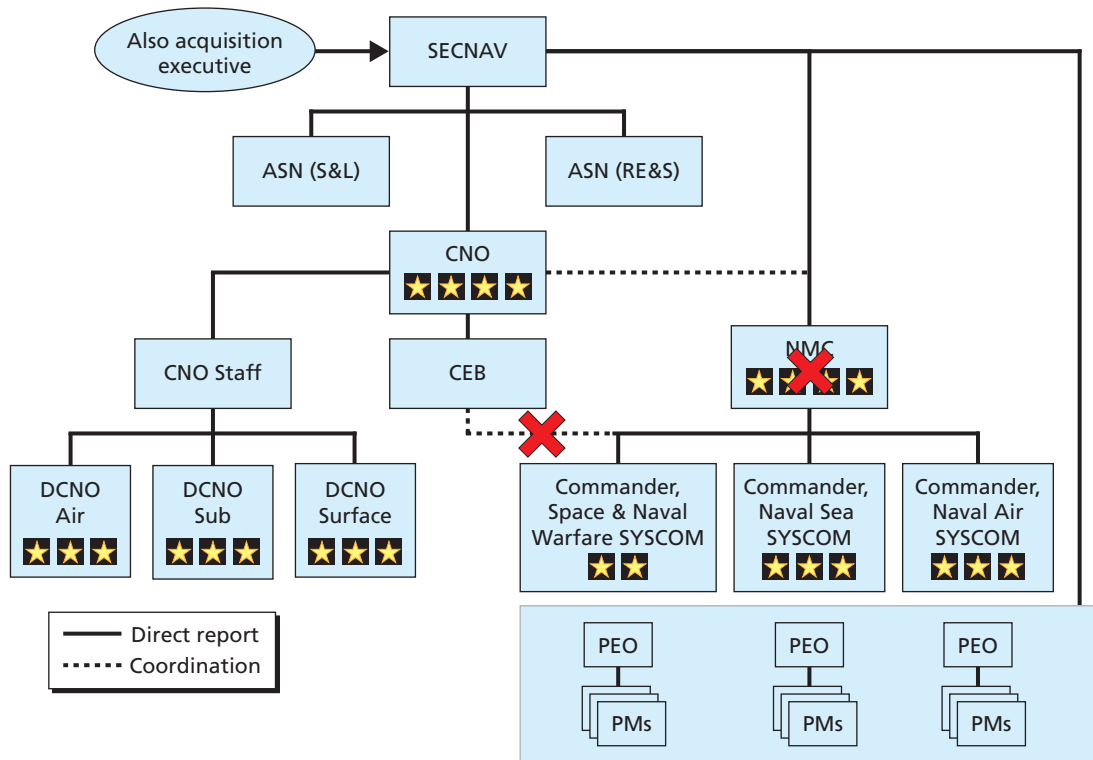 Also acquisition
executive
SECNAV
ASN (S&L)
ASN (RE&S)
CNO
CNO Staff
CEB
NMC
DCNO
Air
DCNO
Sub
DCNO
Surface
Commander,
Space & Naval
Warfare SYSCOM
Commander,
Naval Sea
SYSCOM
Commander,
Naval Air
SYSCOM
Direct report
Coordination
PEO
PMs
PEO
PMs
PEO
PMs